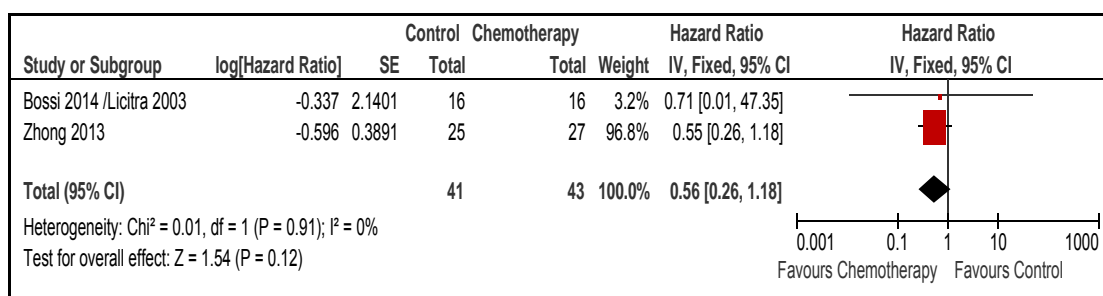 Control Chemotherapy Hazard Ratio Hazard Ratio
Study or Subgroup log[Hazard Ratio] SE Total Total Weight IV, Fixed, 95% CI IV, Fixed, 95% CI
Bossi 2014 /Licitra 2003 -0.337 2.1401 16 16 3.2% 0.71 [0.01, 47.35]
Zhong 2013 -0.596 0.3891 25 27 96.8% 0.55 [0.26, 1.18]
Total (95% CI) 41 43 100.0% 0.56 [0.26, 1.18]
Heterogeneity: Chi² = 0.01, df = 1 (P = 0.91); I² = 0%
Test for overall effect: Z = 1.54 (P = 0.12)
0.001 0.1 1 10 1000
Favours Chemotherapy Favours Control